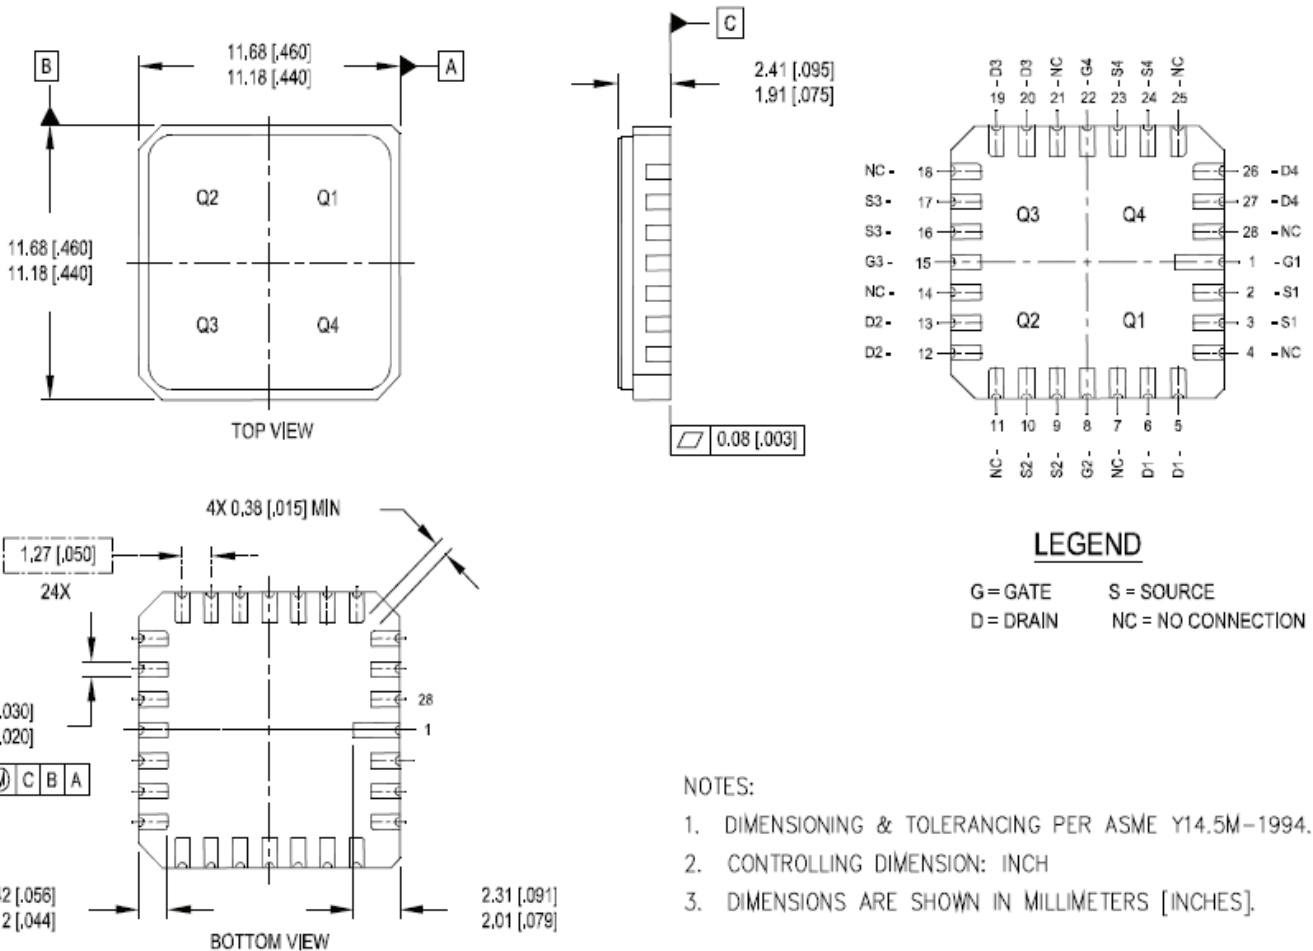 B
11.68 [.460]
11.18 [.440]
A
11.68 [.460]
11.18 [.440]
Q2 Q1
Q3 Q4
TOP VIEW
C
2.41 [.095]
1.91 [.075]
0.08 [.003]
19 -D3
20 -D3
21 -NC
22 -G4
23 -S4
24 -S4
25 -NC
NC - 18
S3 - 17
S3 - 16
G3 - 15
NC - 14
D2 - 13
D2 - 12
Q3 Q4
Q2 Q1
26 -D4
27 -D4
28 -NC
1 -G1
2 -S1
3 -S1
4 -NC
11 NC-
10 S2-
9 S2-
8 G2-
7 NC-
6 D1-
5 D1-
LEGEND
G = GATE S = SOURCE
D = DRAIN NC = NO CONNECTION
4X 0.38 [.015] MIN
1.27 [.050]
24X
28
1
.030]
.020]
C B A
2.31 [.091]
2.01 [.079]
[.056]
[.044]
BOTTOM VIEW
NOTES:
1. DIMENSIONING & TOLERANCING PER ASME Y14.5M-1994.
2. CONTROLLING DIMENSION: INCH
3. DIMENSIONS ARE SHOWN IN MILLIMETERS [INCHES].